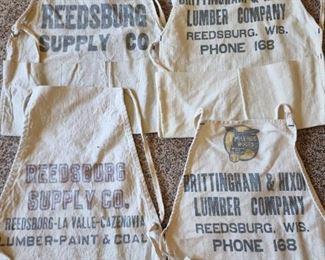 REEDSBURG
SUPPLY CO.
BRITTINGHAM &
LUMBER COMPANY
REEDSBURG, WIS.
PHONE 168
REEDSBURG
SUPPLY CO.
REEDSBURG-LA VALLE-CAZENOVIA
LUMBER-PAINT & COAL
BRITTINGHAM & HIXON
LUMBER COMPANY
REEDSBURG, WIS.
PHONE 168